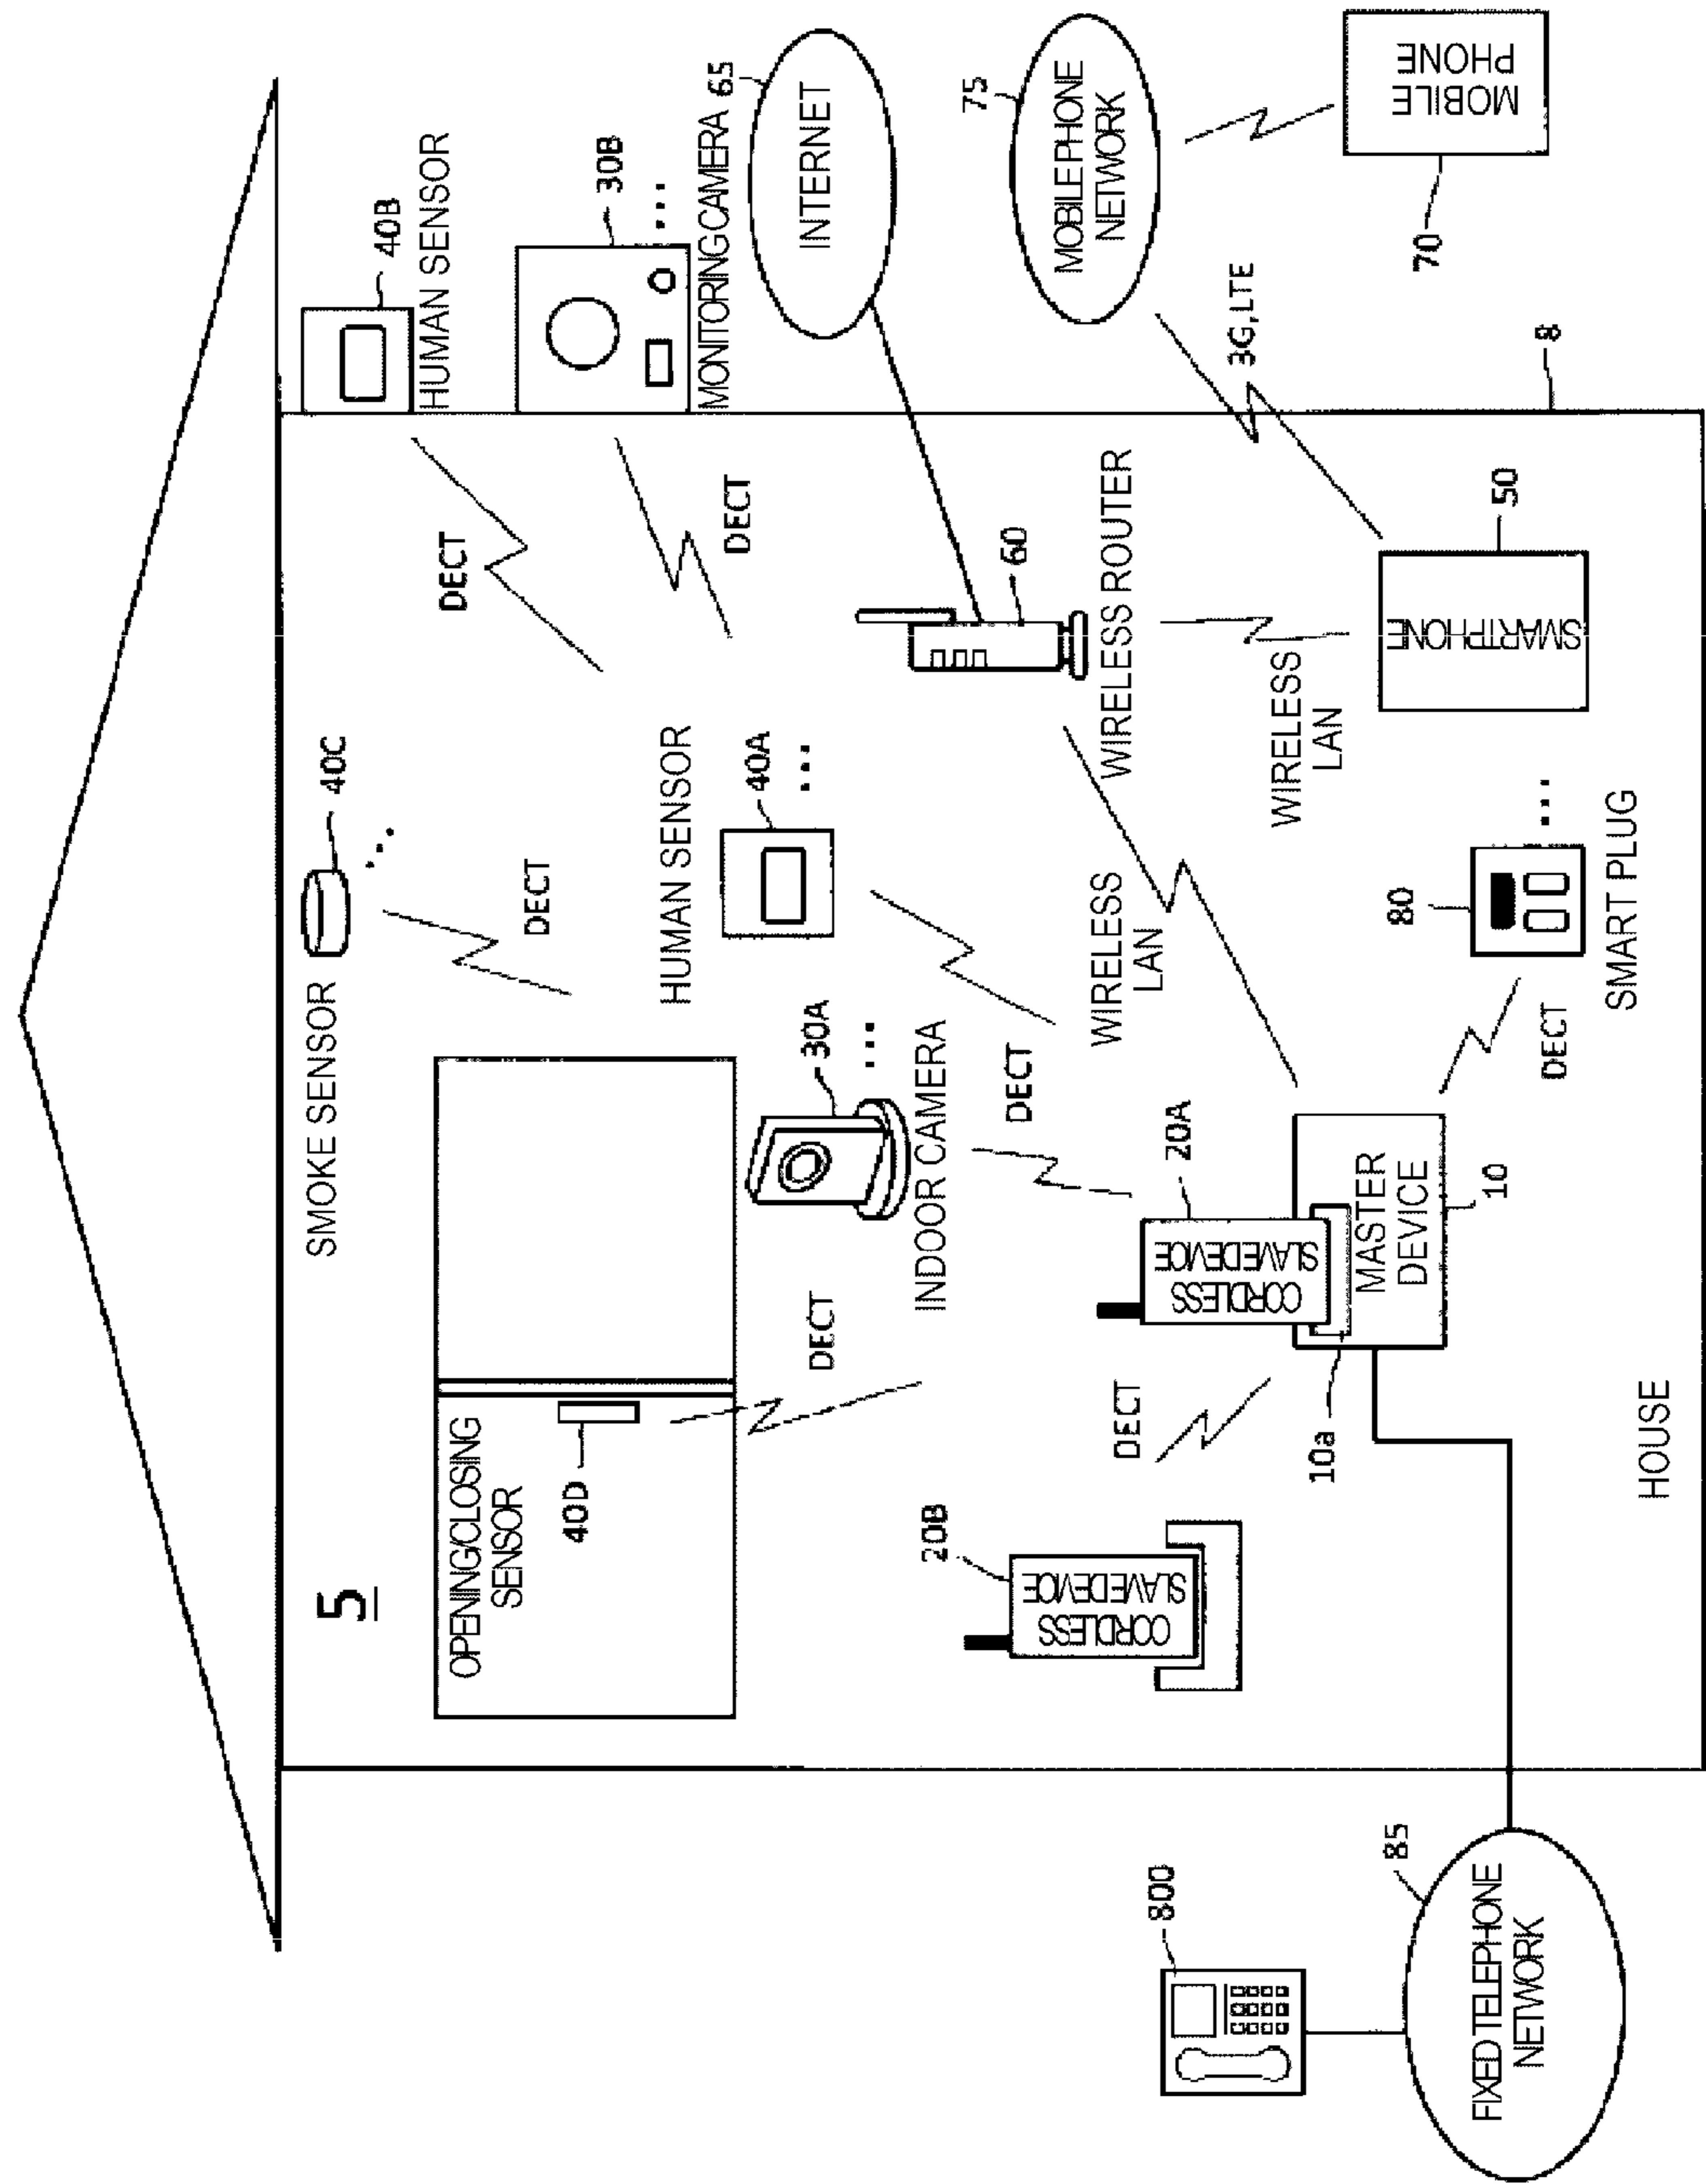 5
SMOKE SENSOR
40C
DECT
OPENING/CLOSING
SENSOR
40D
DECT
40B
HUMAN SENSOR
DECT
30B
MONITORING CAMERA
DECT
HUMAN SENSOR
40A
DECT
30A
INDOOR CAMERA
65
INTERNET
60
WIRELESS ROUTER
WIRELESS
LAN
WIRELESS
LAN
75
MOBILE PHONE
NETWORK
3G,LTE
MOBILE
PHONE
70
50
SMARTPHONE
8
20B
CORDLESS
SLAVE DEVICE
DECT
20A
CORDLESS
SLAVE DEVICE
10a
MASTER
DEVICE
10
DECT
80
SMART PLUG
HOUSE
800
85
FIXED TELEPHONE
NETWORK